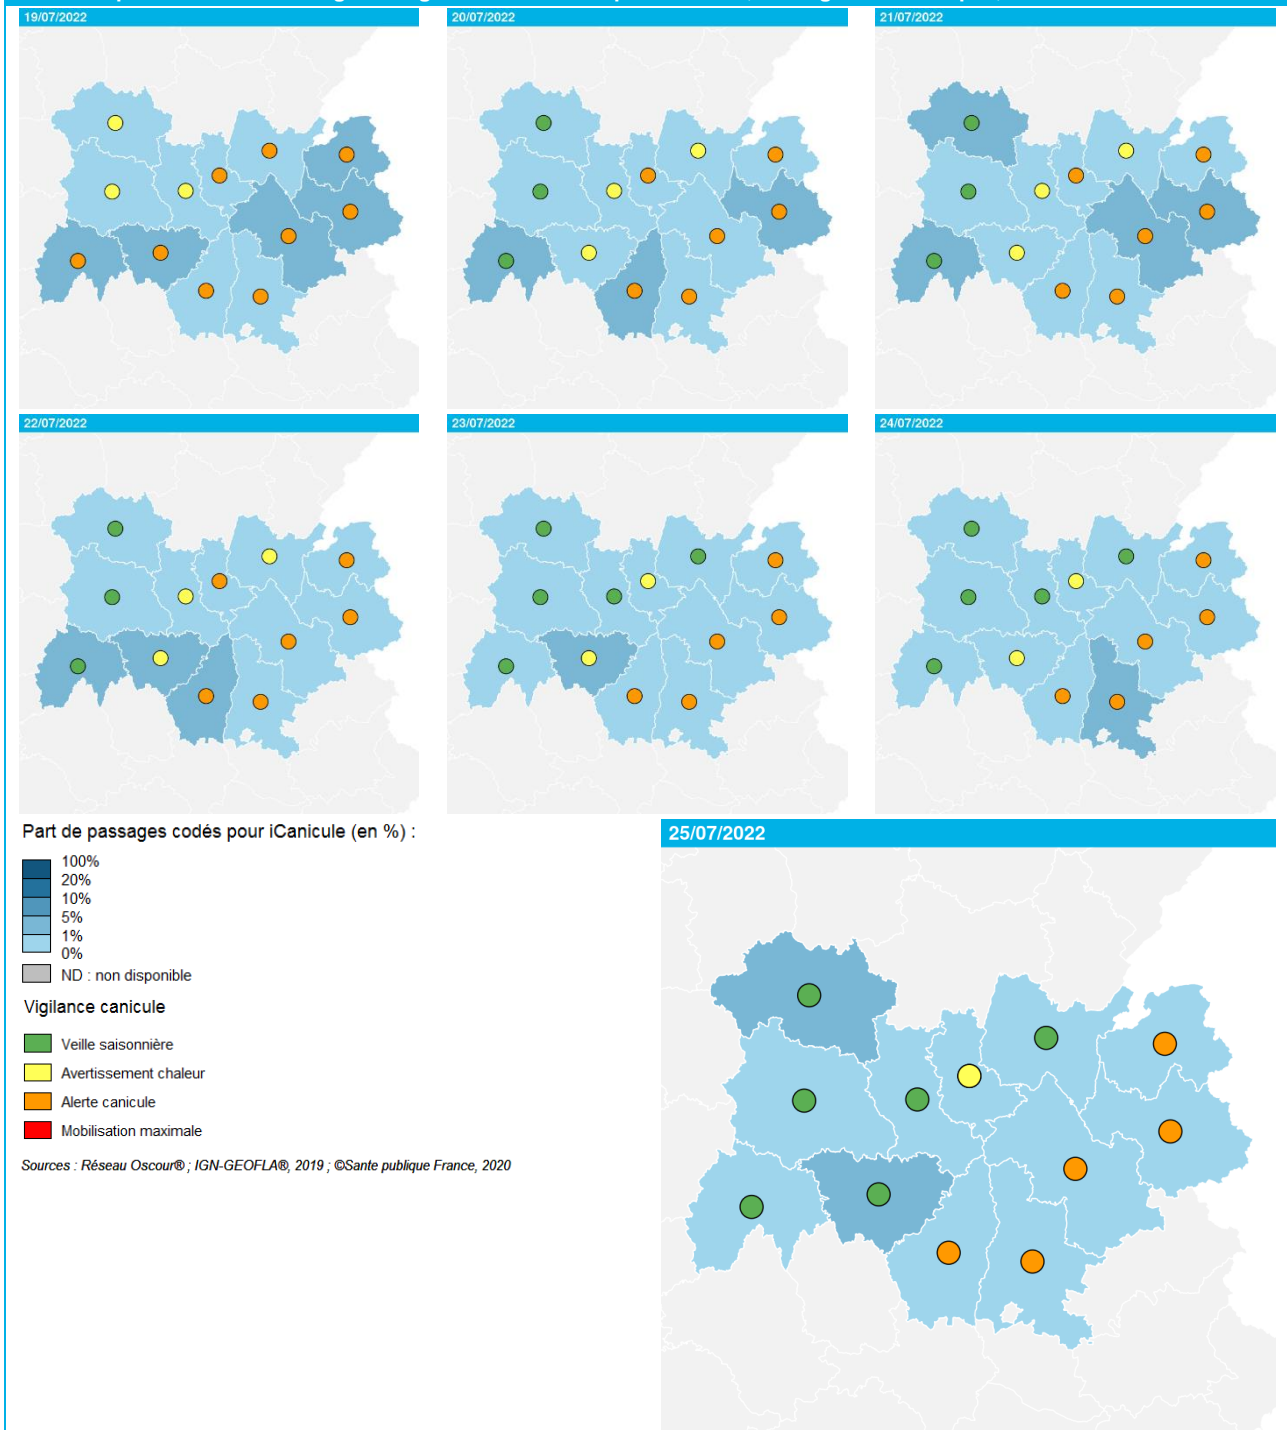 19/07/2022
20/07/2022
21/07/2022
22/07/2022
23/07/2022
24/07/2022
Part de passages codés pour iCanicule (en %) :
100%
20%
10%
5%
1%
0%
ND : non disponible
Vigilance canicule
Veille saisonnière
Avertissement chaleur
Alerte canicule
Mobilisation maximale
Sources : Réseau Oscour® ; IGN-GEOFLA®, 2019 ; ©Sante publique France, 2020
25/07/2022